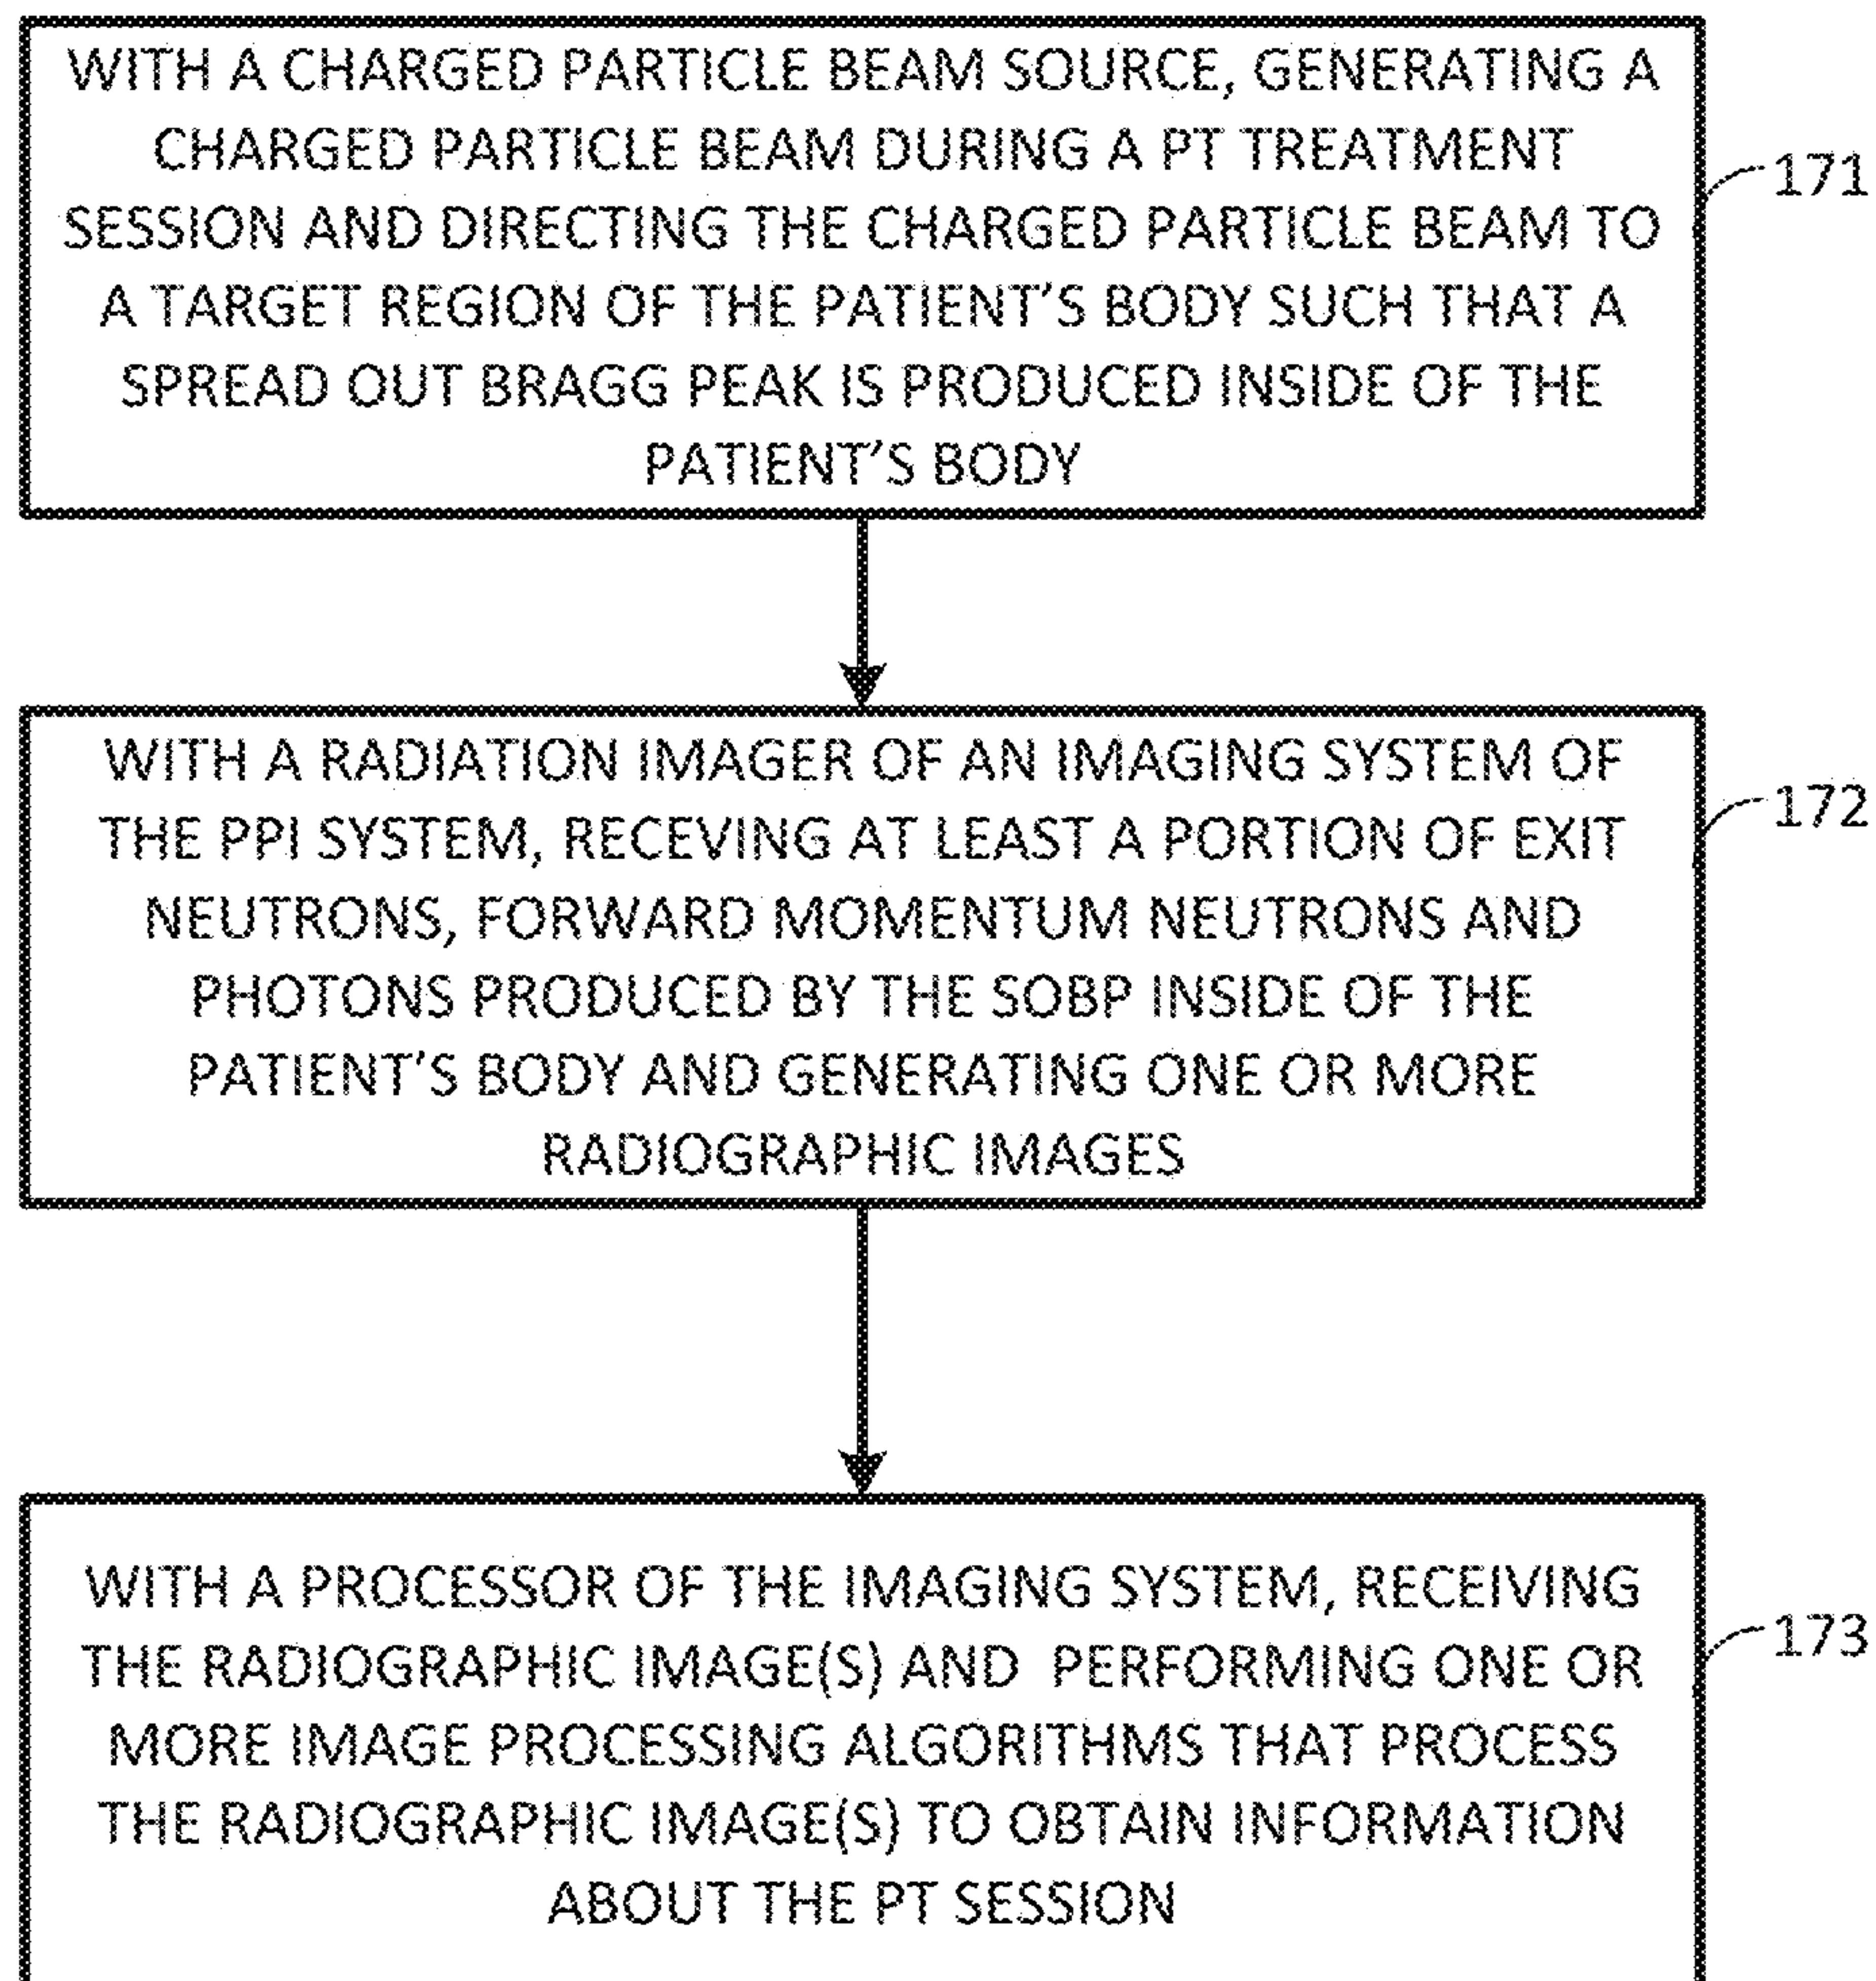 WITH A CHARGED PARTICLE BEAM SOURCE, GENERATING A
CHARGED PARTICLE BEAM DURING A PT TREATMENT
SESSION AND DIRECTING THE CHARGED PARTICLE BEAM TO
A TARGET REGION OF THE PATIENT'S BODY SUCH THAT A
SPREAD OUT BRAGG PEAK IS PRODUCED INSIDE OF THE
PATIENT'S BODY
171
WITH A RADIATION IMAGER OF AN IMAGING SYSTEM OF
THE PPI SYSTEM, RECEVING AT LEAST A PORTION OF EXIT
NEUTRONS, FORWARD MOMENTUM NEUTRONS AND
PHOTONS PRODUCED BY THE SOBP INSIDE OF THE
PATIENT'S BODY AND GENERATING ONE OR MORE
RADIOGRAPHIC IMAGES
172
WITH A PROCESSOR OF THE IMAGING SYSTEM, RECEIVING
THE RADIOGRAPHIC IMAGE(S) AND PERFORMING ONE OR
MORE IMAGE PROCESSING ALGORITHMS THAT PROCESS
THE RADIOGRAPHIC IMAGE(S) TO OBTAIN INFORMATION
ABOUT THE PT SESSION
173